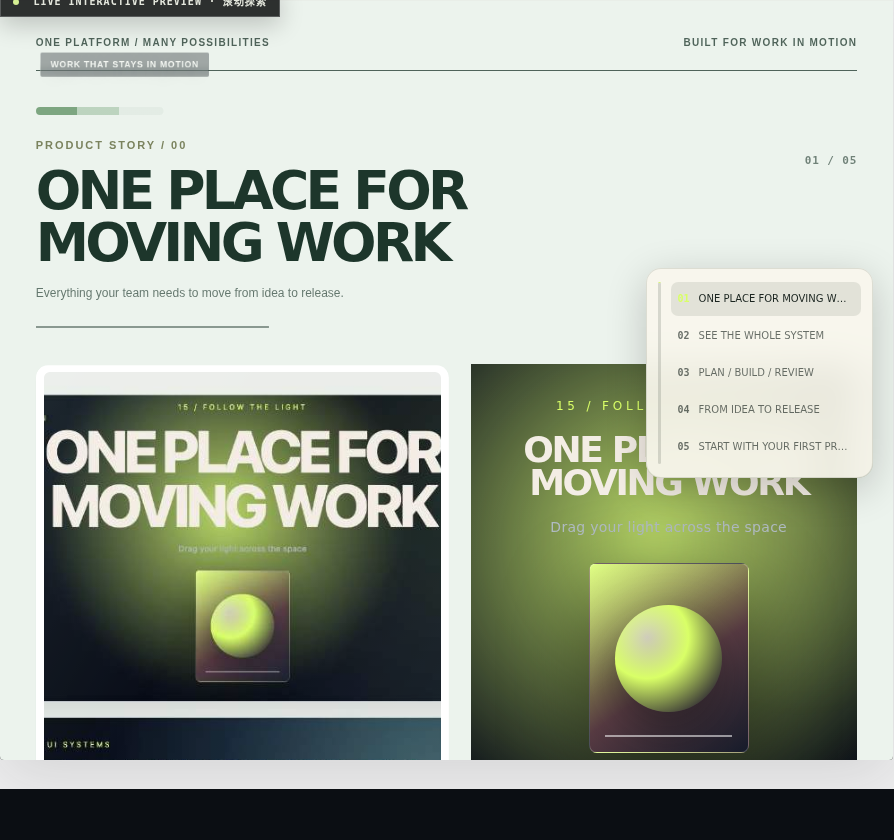 LIVE INTERACTIVE PREVIEW · 滚动探索
ONE PLATFORM / MANY POSSIBILITIES
BUILT FOR WORK IN MOTION
WORK THAT STAYS IN MOTION
PRODUCT STORY / 00
01 / 05
ONE PLACE FOR
MOVING WORK
Everything your team needs to move from idea to release.
01 ONE PLACE FOR MOVING W...
02 SEE THE WHOLE SYSTEM
03 PLAN / BUILD / REVIEW
04 FROM IDEA TO RELEASE
05 START WITH YOUR FIRST PR...
15 / FOLLOW THE LIGHT
ONE PLACE FOR
MOVING WORK
Drag your light across the space
UI SYSTEMS
15 / FOLL
ONE PL
MOVING WORK
Drag your light across the space